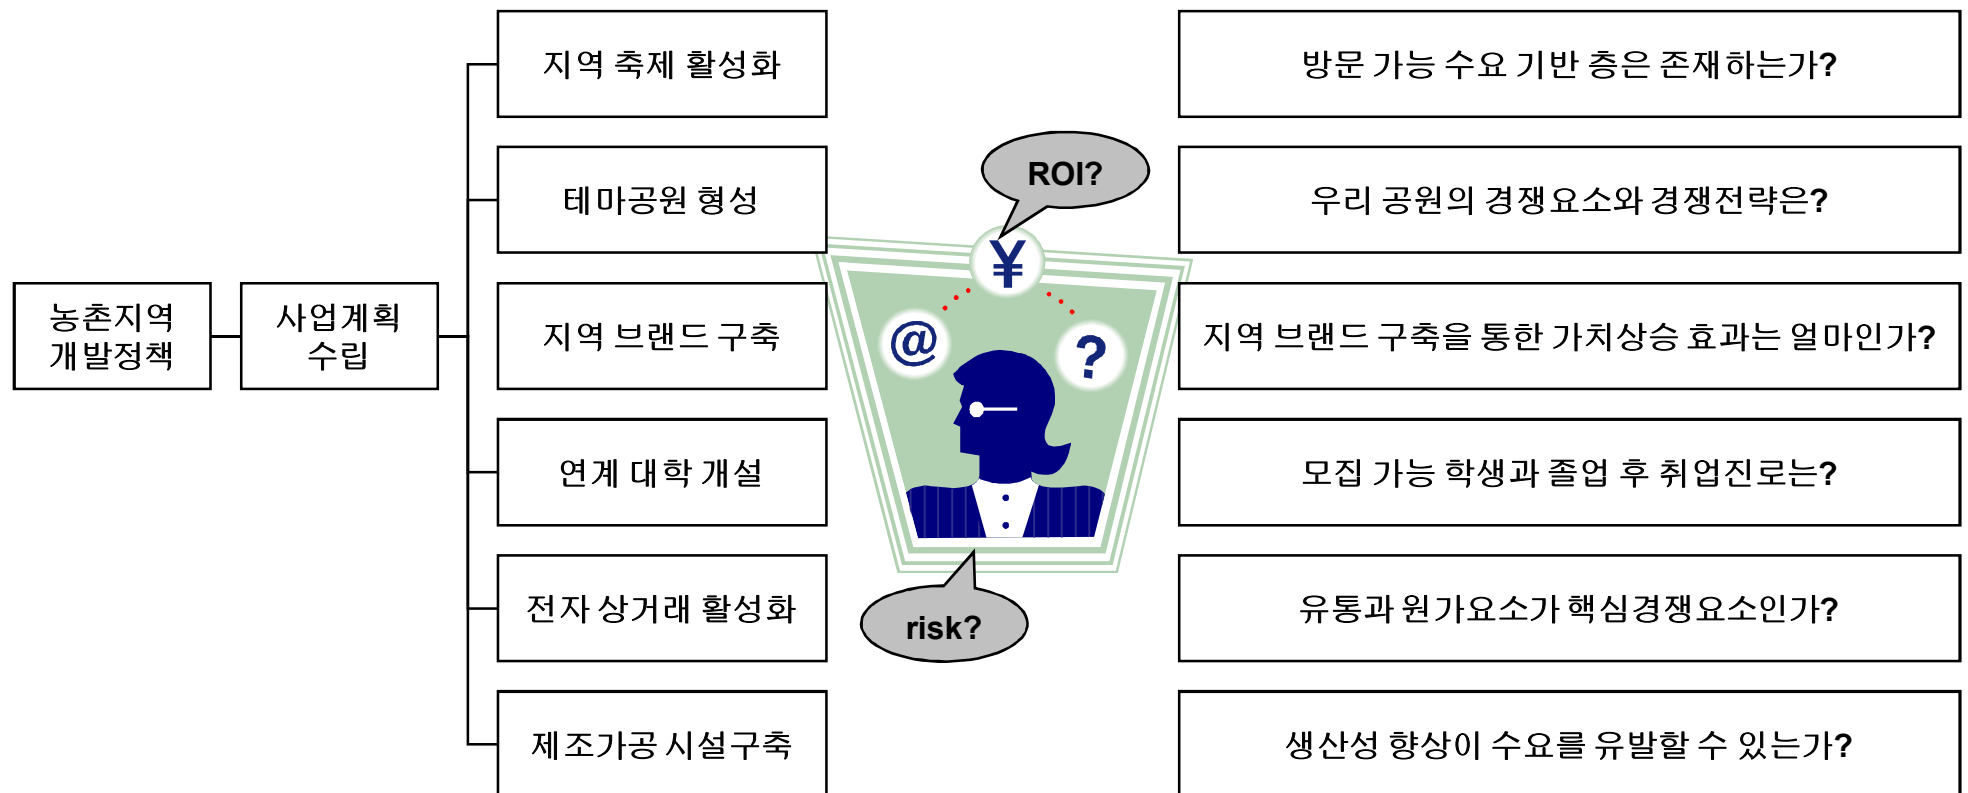 지역 축제 활성화
방문 가능 수요 기반 층은 존재하는가?
ROI?
테마공원 형성
우리 공원의 경쟁요소와 경쟁전략은?
¥
농촌지역
개발정책
사업계획
수립
지역 브랜드 구축
@
?
지역 브랜드 구축을 통한 가치상승 효과는 얼마인가?
연계 대학 개설
모집 가능 학생과 졸업 후 취업진로는?
전자 상거래 활성화
risk?
유통과 원가요소가 핵심경쟁요소인가?
제조가공 시설구축
생산성 향상이 수요를 유발할 수 있는가?